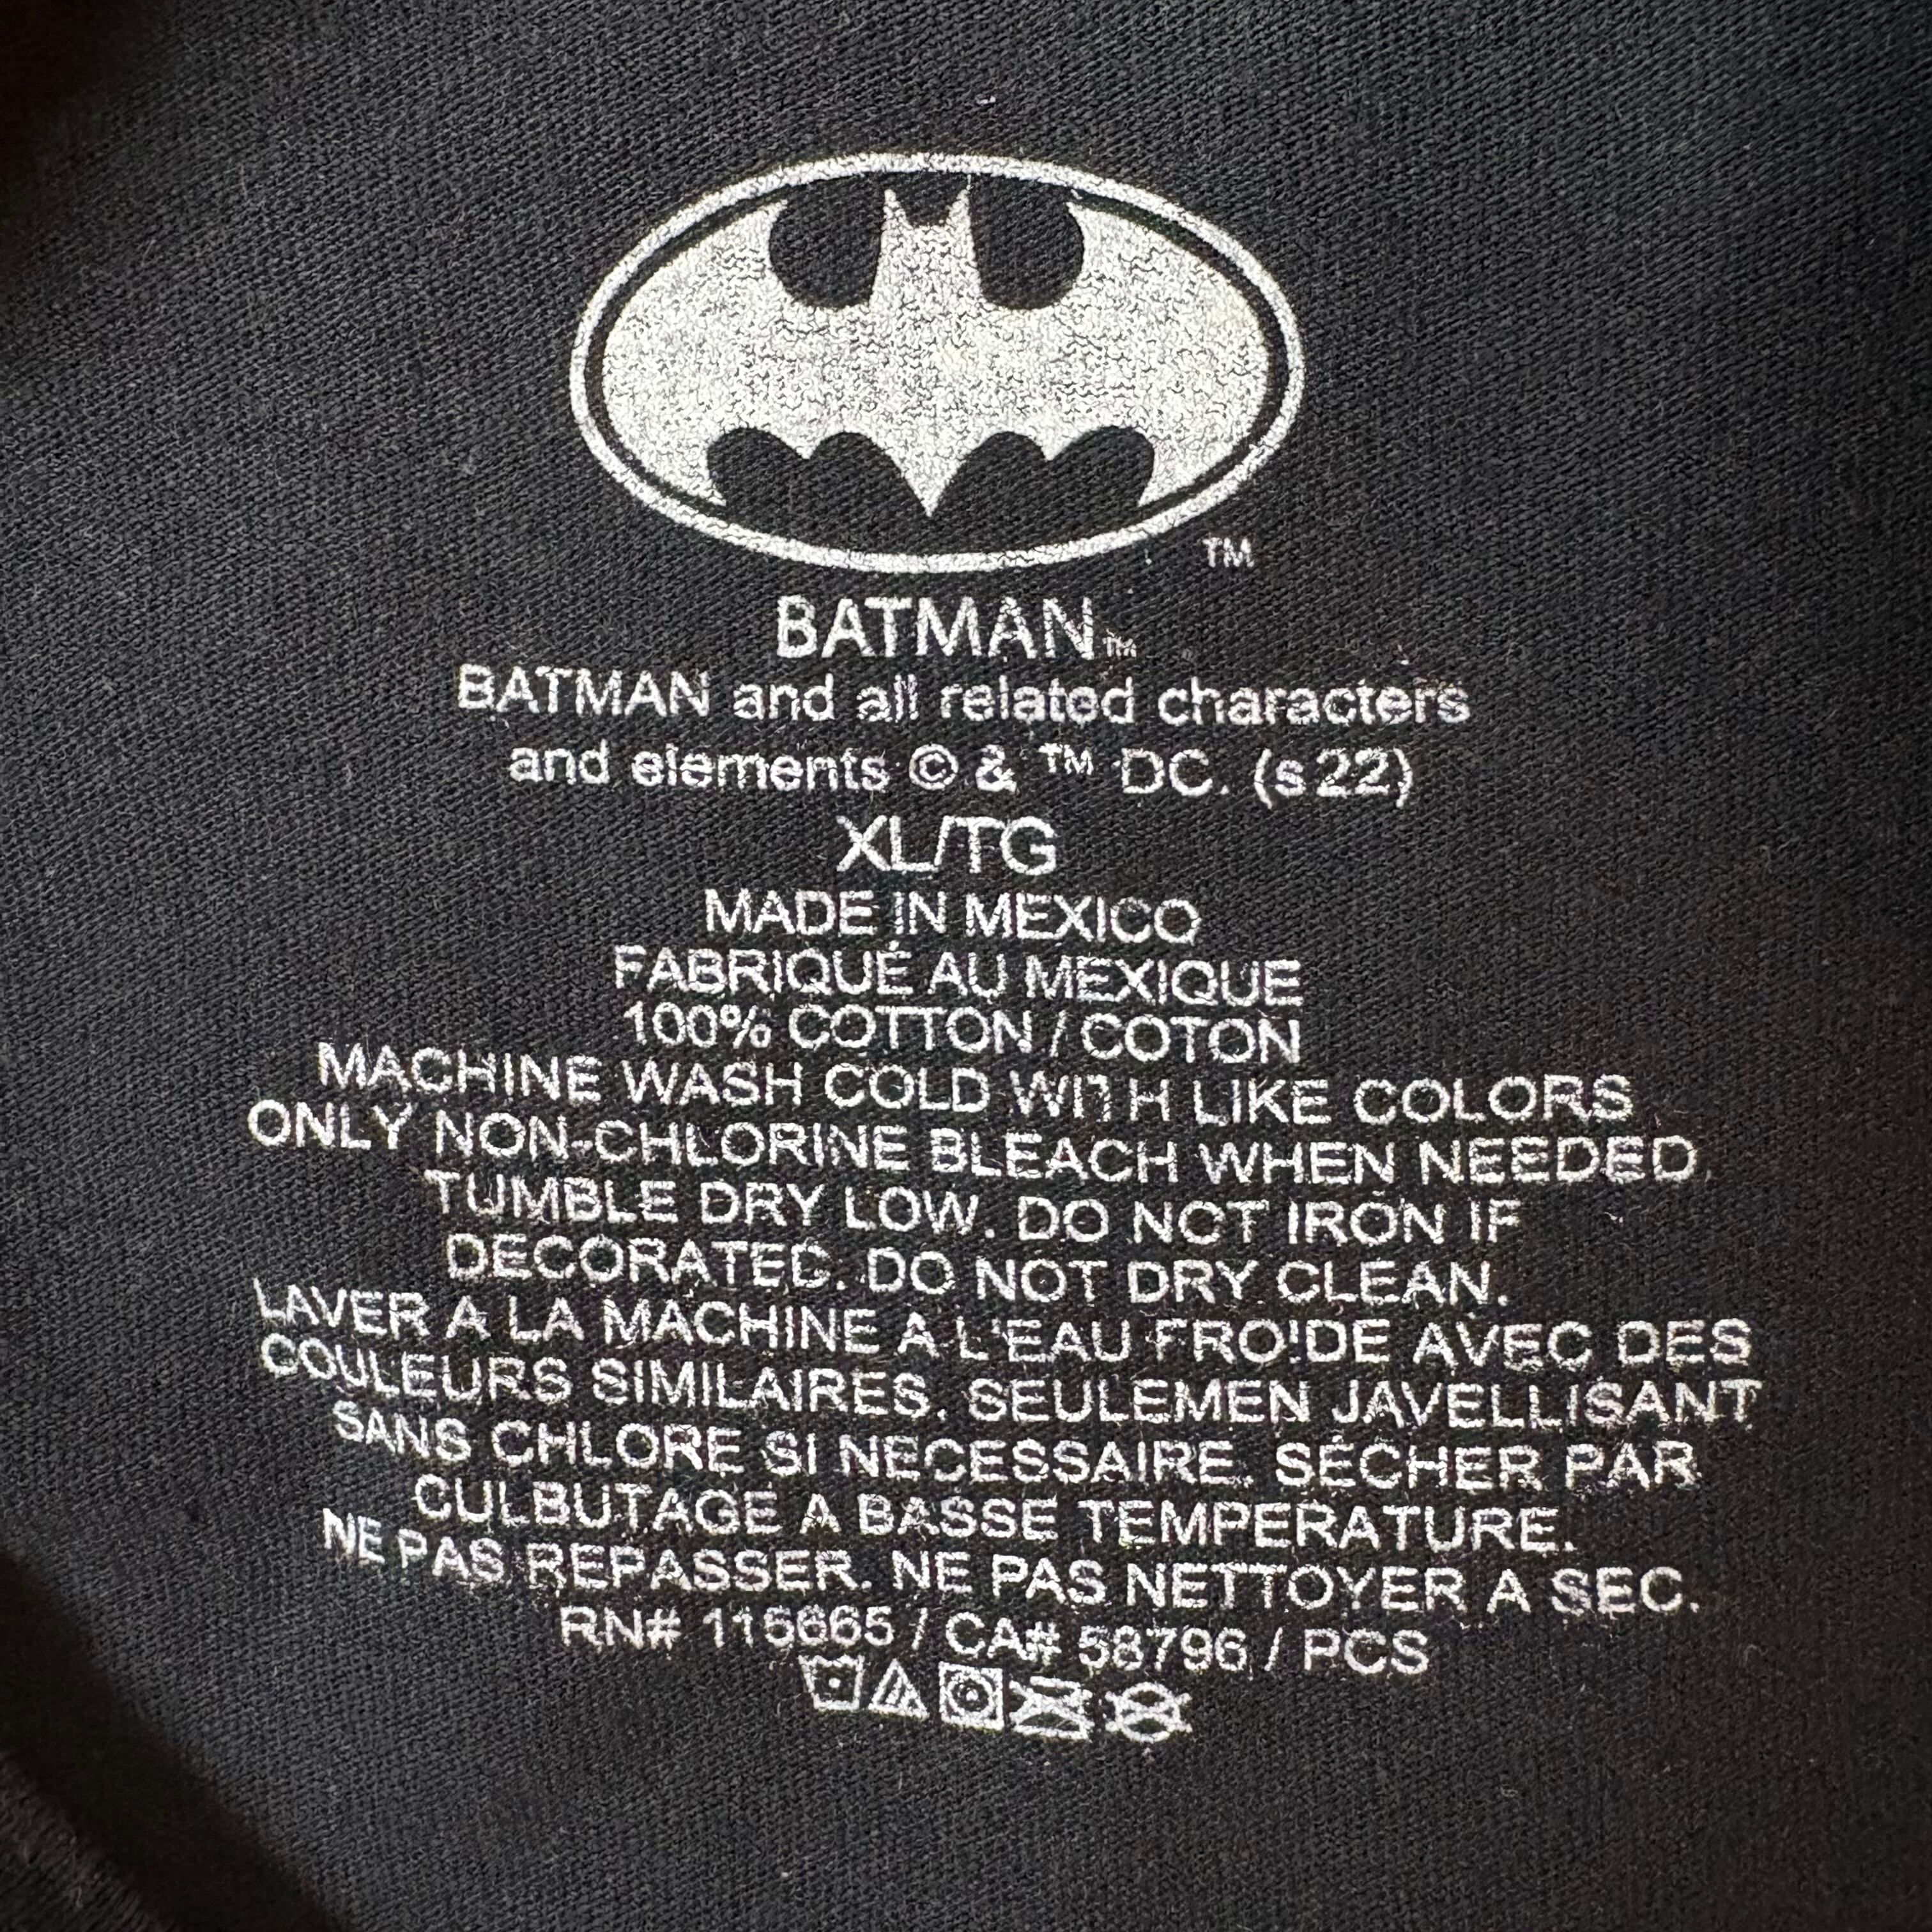 TM
BATMAN™
BATMAN and all related characters
and elements © & ™ DC. (s22)
XL/TG
MADE IN MEXICO
FABRIQUÉ AU MEXIQUE
100% COTTON / COTON
MACHINE WASH COLD WITH LIKE COLORS
ONLY NON-CHLORINE BLEACH WHEN NEEDED.
TUMBLE DRY LOW. DO NOT IRON IF
DECORATED. DO NOT DRY CLEAN.
LAVER A LA MACHINE A L'EAU FROIDE AVEC DES
COULEURS SIMILAIRES. SEULEMEN JAVELLISANT
SANS CHLORE SI NECESSAIRE. SÉCHER PAR
CULBUTAGE A BASSE TEMPERATURE.
NE PAS REPASSER. NE PAS NETTOYER A SEC.
RN# 115665 / CA# 58796 / PCS